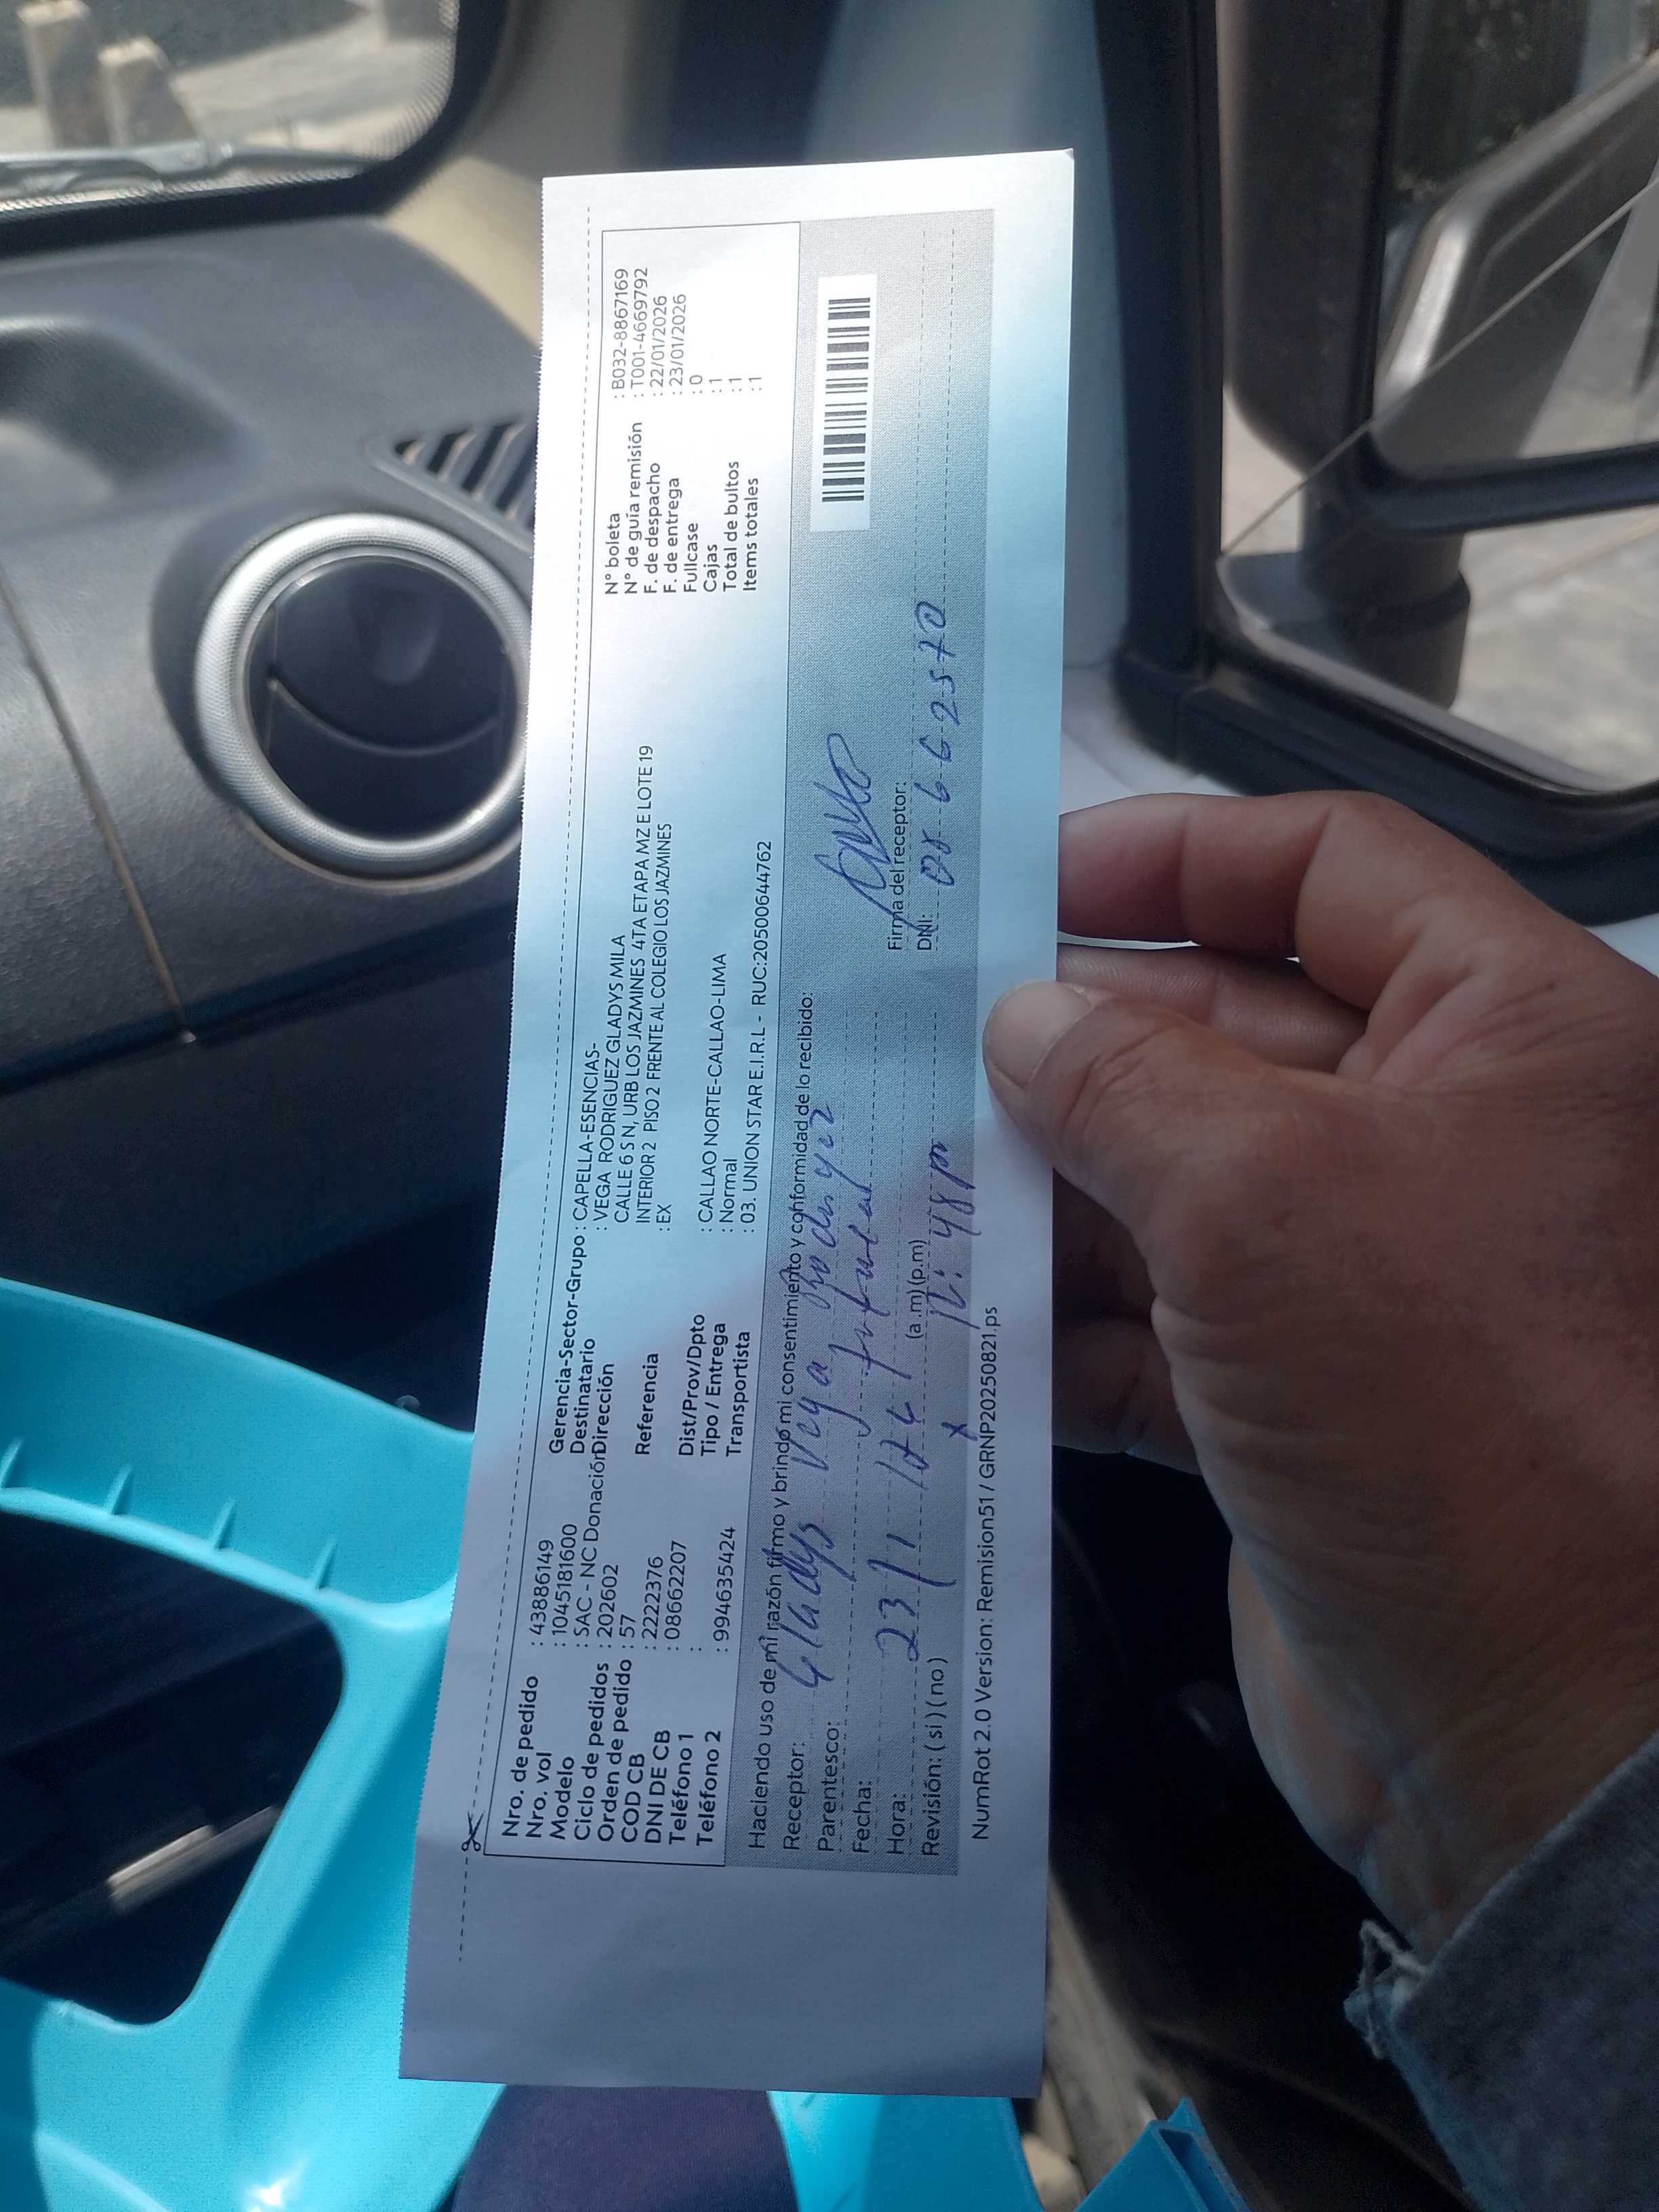 Nro. de pedido : 43886149
Nro. vol : 1045181600
Modelo : SAC - NC Donación
Ciclo de pedidos : 202602
Orden de pedido : 57
COD CB : 2222376
DNI DE CB : 08662207
Teléfono 1 :
Teléfono 2 : 994635424
Gerencia-Sector-Grupo : CAPELLA-ESENCIAS-
Destinatario : VEGA RODRIGUEZ GLADYS MILA
Dirección CALLE 6 S N, URB LOS JAZMINES 4TA ETAPA MZ E LOTE 19
INTERIOR 2 PISO 2 FRENTE AL COLEGIO LOS JAZMINES
Referencia : EX
Dist/Prov/Dpto : CALLAO NORTE-CALLAO-LIMA
Tipo / Entrega : Normal
Transportista : 03. UNION STAR E.I.R.L - RUC:20500644762
N° boleta : B032-8867169
N° de guía remisión : T001-4669792
F. de despacho : 22/01/2026
F. de entrega : 23/01/2026
Fullcase : 0
Cajas : 1
Total de bultos : 1
Items totales : 1
Haciendo uso de mi razón firmo y brindo mi consentimiento y conformidad de lo recibido:
Receptor: Gladys Vega Rodriguez
Parentesco:
Fecha: 23/1
Hora: (a .m) (p.m) 12:48 pm
Revisión: ( si ) ( no ) x
Firma del receptor:
DNI:
NumRot 2.0 Version: Remision51 / GRNP20250821.ps